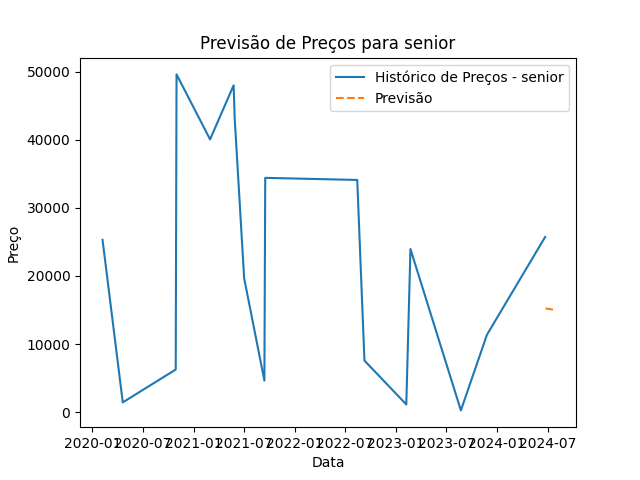 Previsão de Preços para senior
Histórico de Preços - senior
Previsão
Preço
50000
40000
30000
20000
10000
0
2020-01 2020-07 2021-01 2021-07 2022-01 2022-07 2023-01 2023-07 2024-01 2024-07
Data